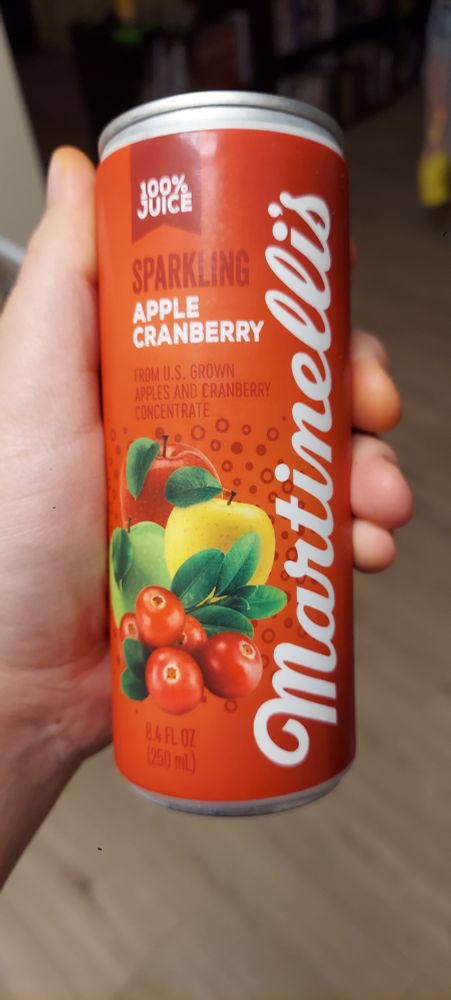 100%
JUICE
SPARKLING
APPLE
CRANBERRY
FROM U.S. GROWN
APPLES AND CRANBERRY
CONCENTRATE
Martinelli's
8.4 FL OZ
(250 mL)